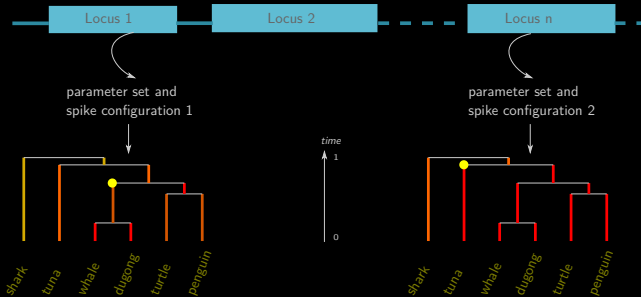 Locus 1
Locus 2
Locus n
parameter set and
spike configuration 1
parameter set and
spike configuration 2
time
1
0
shark
tuna
whale
dugong
turtle
penguin
shark
tuna
whale
dugong
turtle
penguin